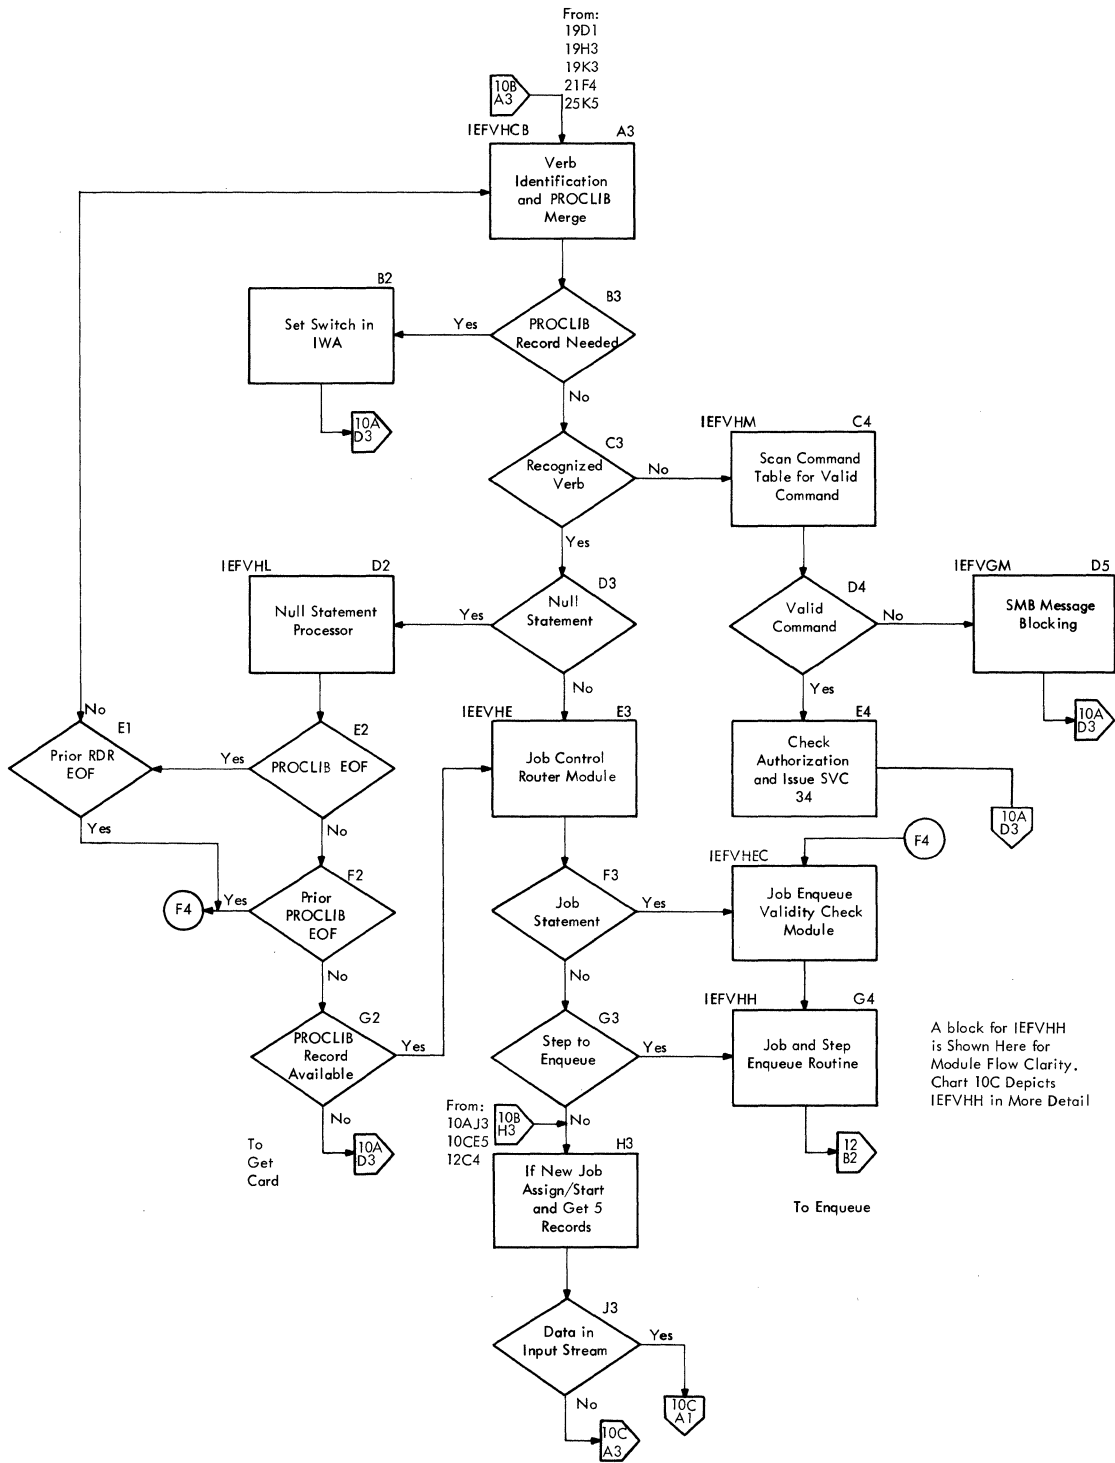 From:
19D1
19H3
19K3
21F4
25K5
10B
A3
IEFVHCB
A3
Verb
Identification
and PROCLIB
Merge
B2
Set Switch in
IWA
Yes
B3
PROCLIB
Record Needed
No
10A
D3
C3
Recognized
Verb
No
Yes
IEFVHM
C4
Scan Command
Table for Valid
Command
IEFVHL
D2
Null Statement
Processor
Yes
D3
Null
Statement
No
D4
Valid
Command
No
Yes
IEFVGM
D5
SMB Message
Blocking
10A
D3
No
E1
Prior RDR
EOF
Yes
Yes
E2
PROCLIB EOF
No
IEEVHE
E3
Job Control
Router Module
E4
Check
Authorization
and Issue SVC
34
10A
D3
F4
F4
Yes
F2
Prior
PROCLIB
EOF
No
F3
Job
Statement
Yes
No
IEFVHEC
Job Enqueue
Validity Check
Module
G2
PROCLIB
Record
Available
Yes
No
G3
Step to
Enqueue
Yes
No
IEFVHH
G4
Job and Step
Enqueue Routine
A block for IEFVHH
is Shown Here for
Module Flow Clarity.
Chart 10C Depicts
IEFVHH in More Detail
To
Get
Card
10A
D3
From:
10AJ3
10CE5
12C4
10B
H3
12
B2
To Enqueue
H3
If New Job
Assign/Start
and Get 5
Records
J3
Data in
Input Stream
Yes
No
10C
A1
10C
A3